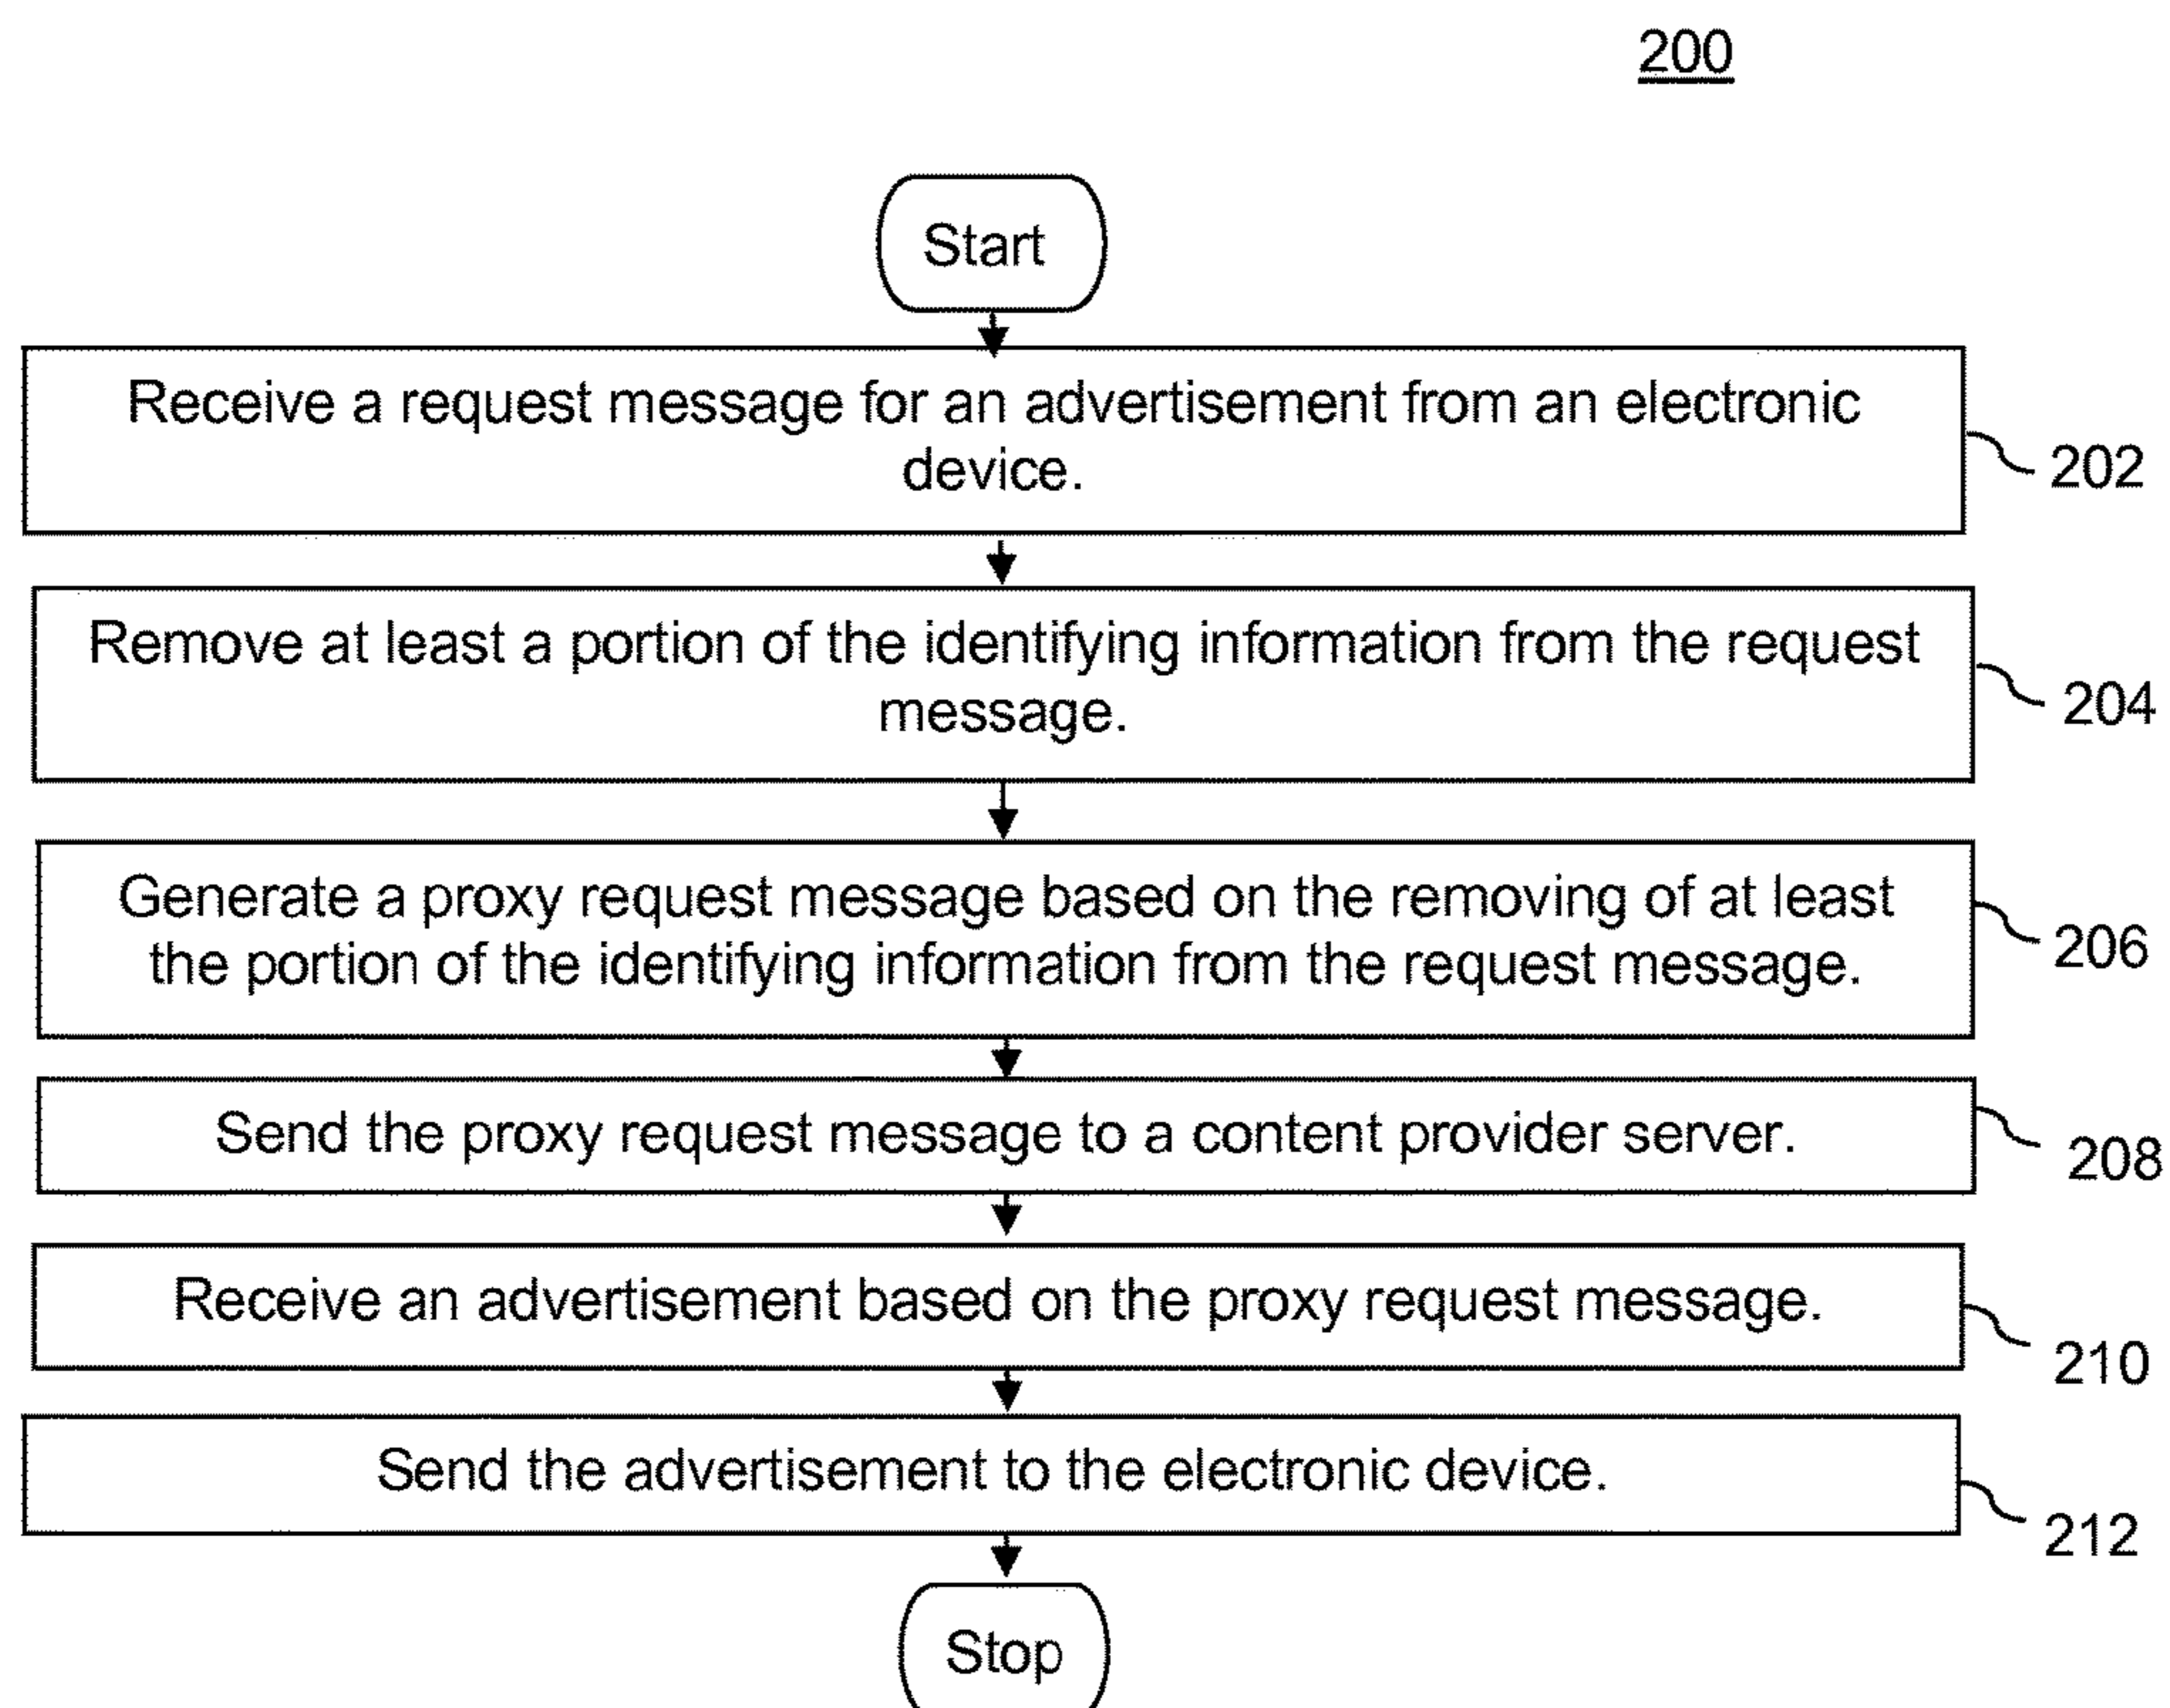 200
Start
Receive a request message for an advertisement from an electronic
device.
202
Remove at least a portion of the identifying information from the request
message.
204
Generate a proxy request message based on the removing of at least
the portion of the identifying information from the request message.
206
Send the proxy request message to a content provider server.
208
Receive an advertisement based on the proxy request message.
210
Send the advertisement to the electronic device.
212
Stop